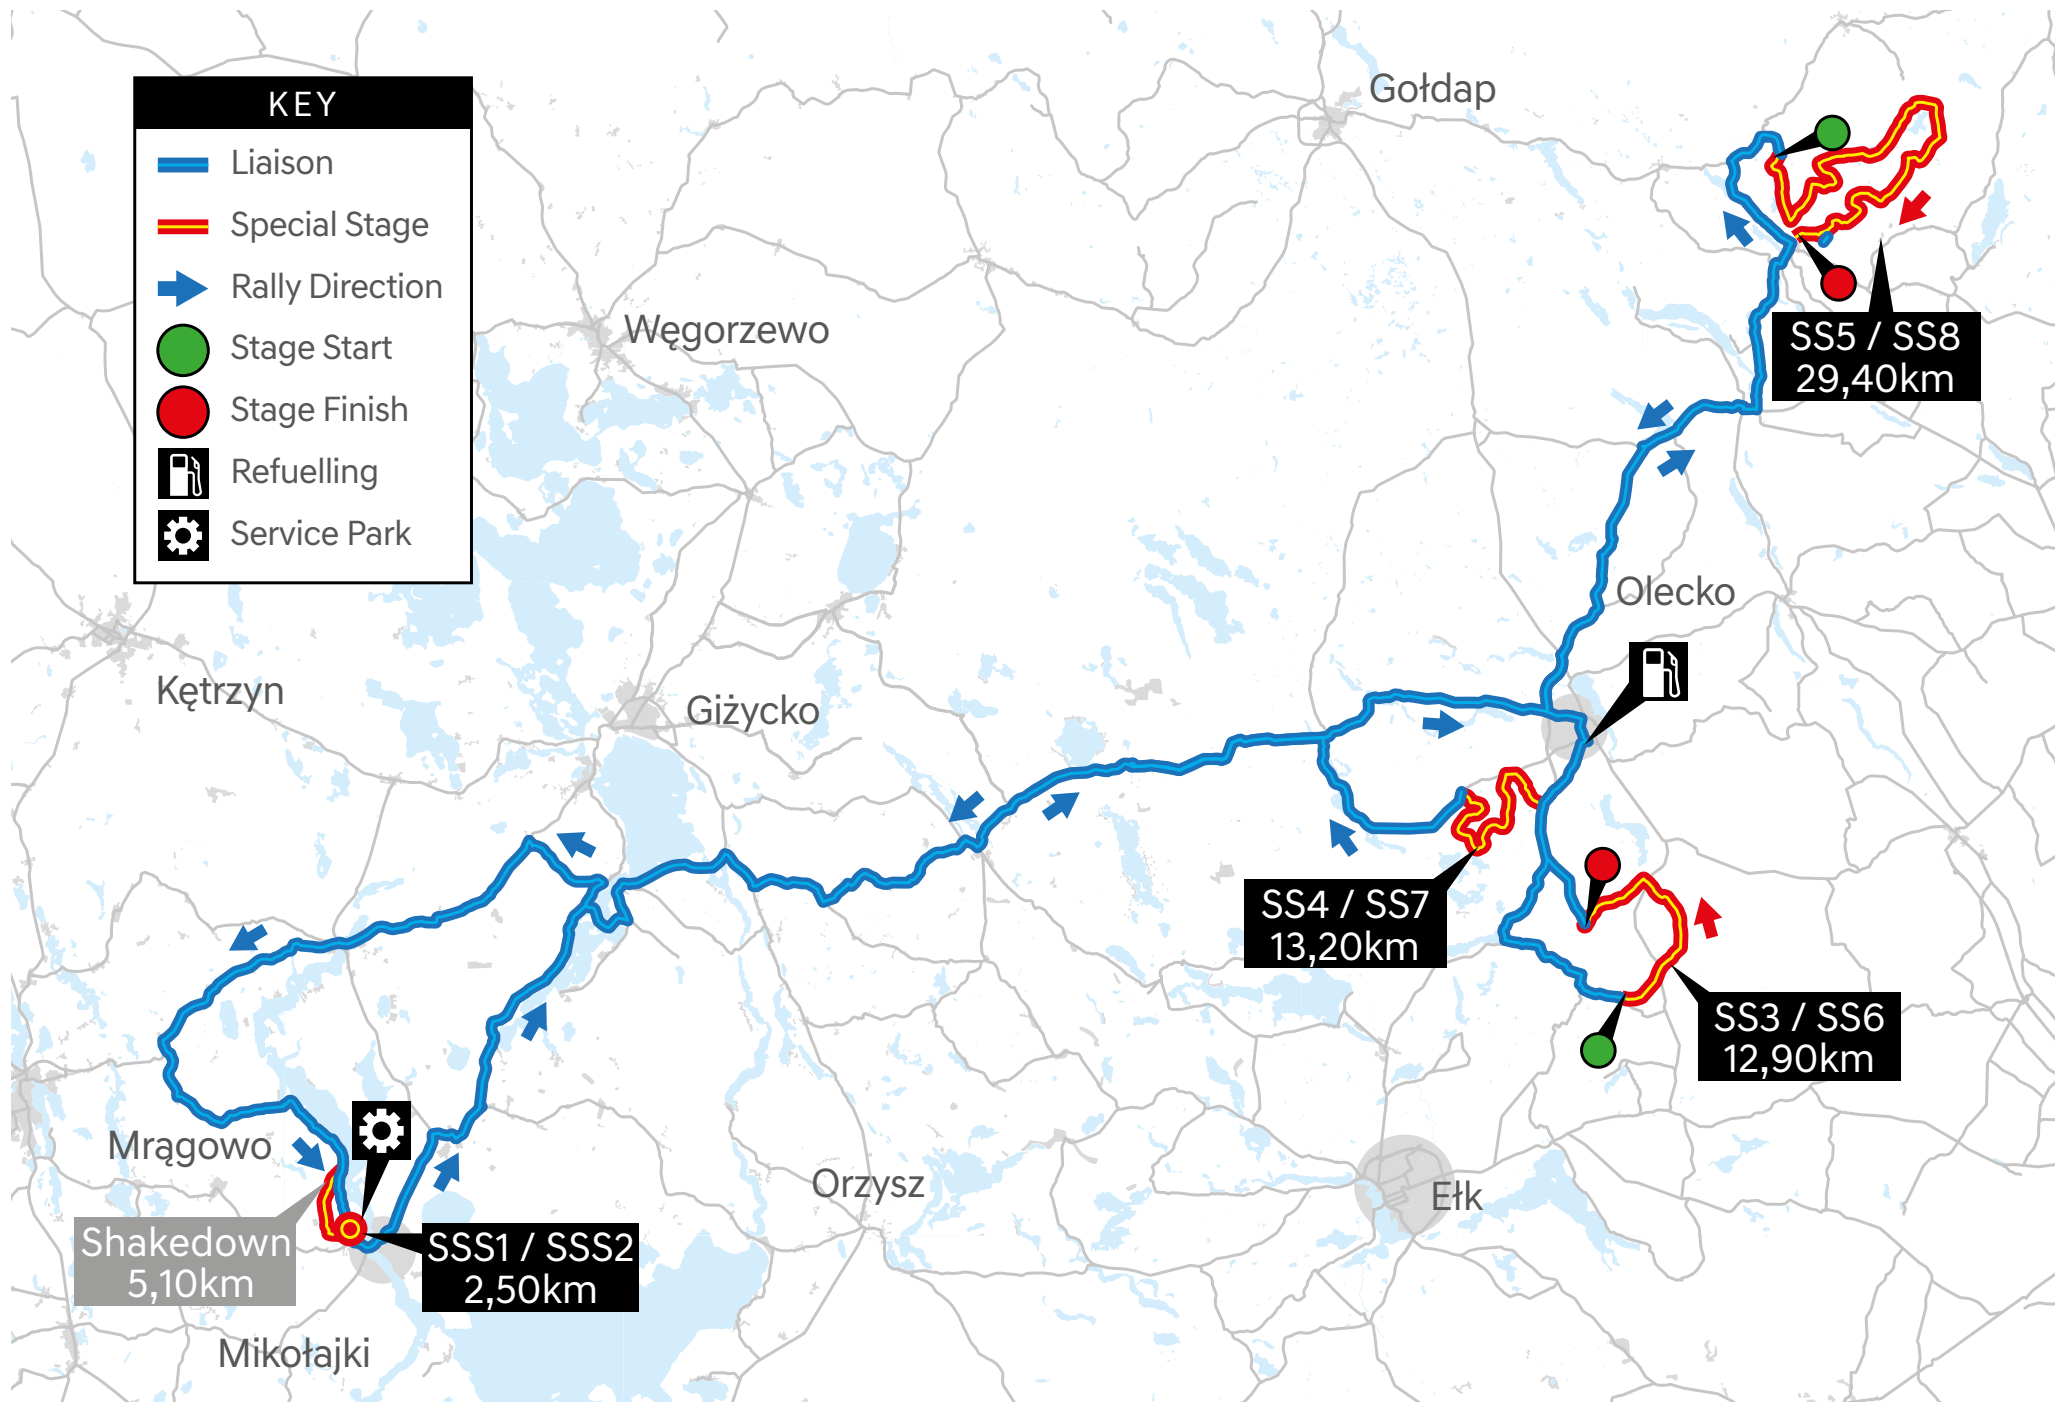 KEY
Liaison
Special Stage
Rally Direction
Stage Start
Stage Finish
Refuelling
Service Park
Gołdap
Węgorzewo
SS5 / SS8
29,40km
Olecko
Kętrzyn
Giżycko
SS4 / SS7
13,20km
SS3 / SS6
12,90km
Mrągowo
Orzysz
Ełk
Shakedown
5,10km
SSS1 / SSS2
2,50km
Mikołajki